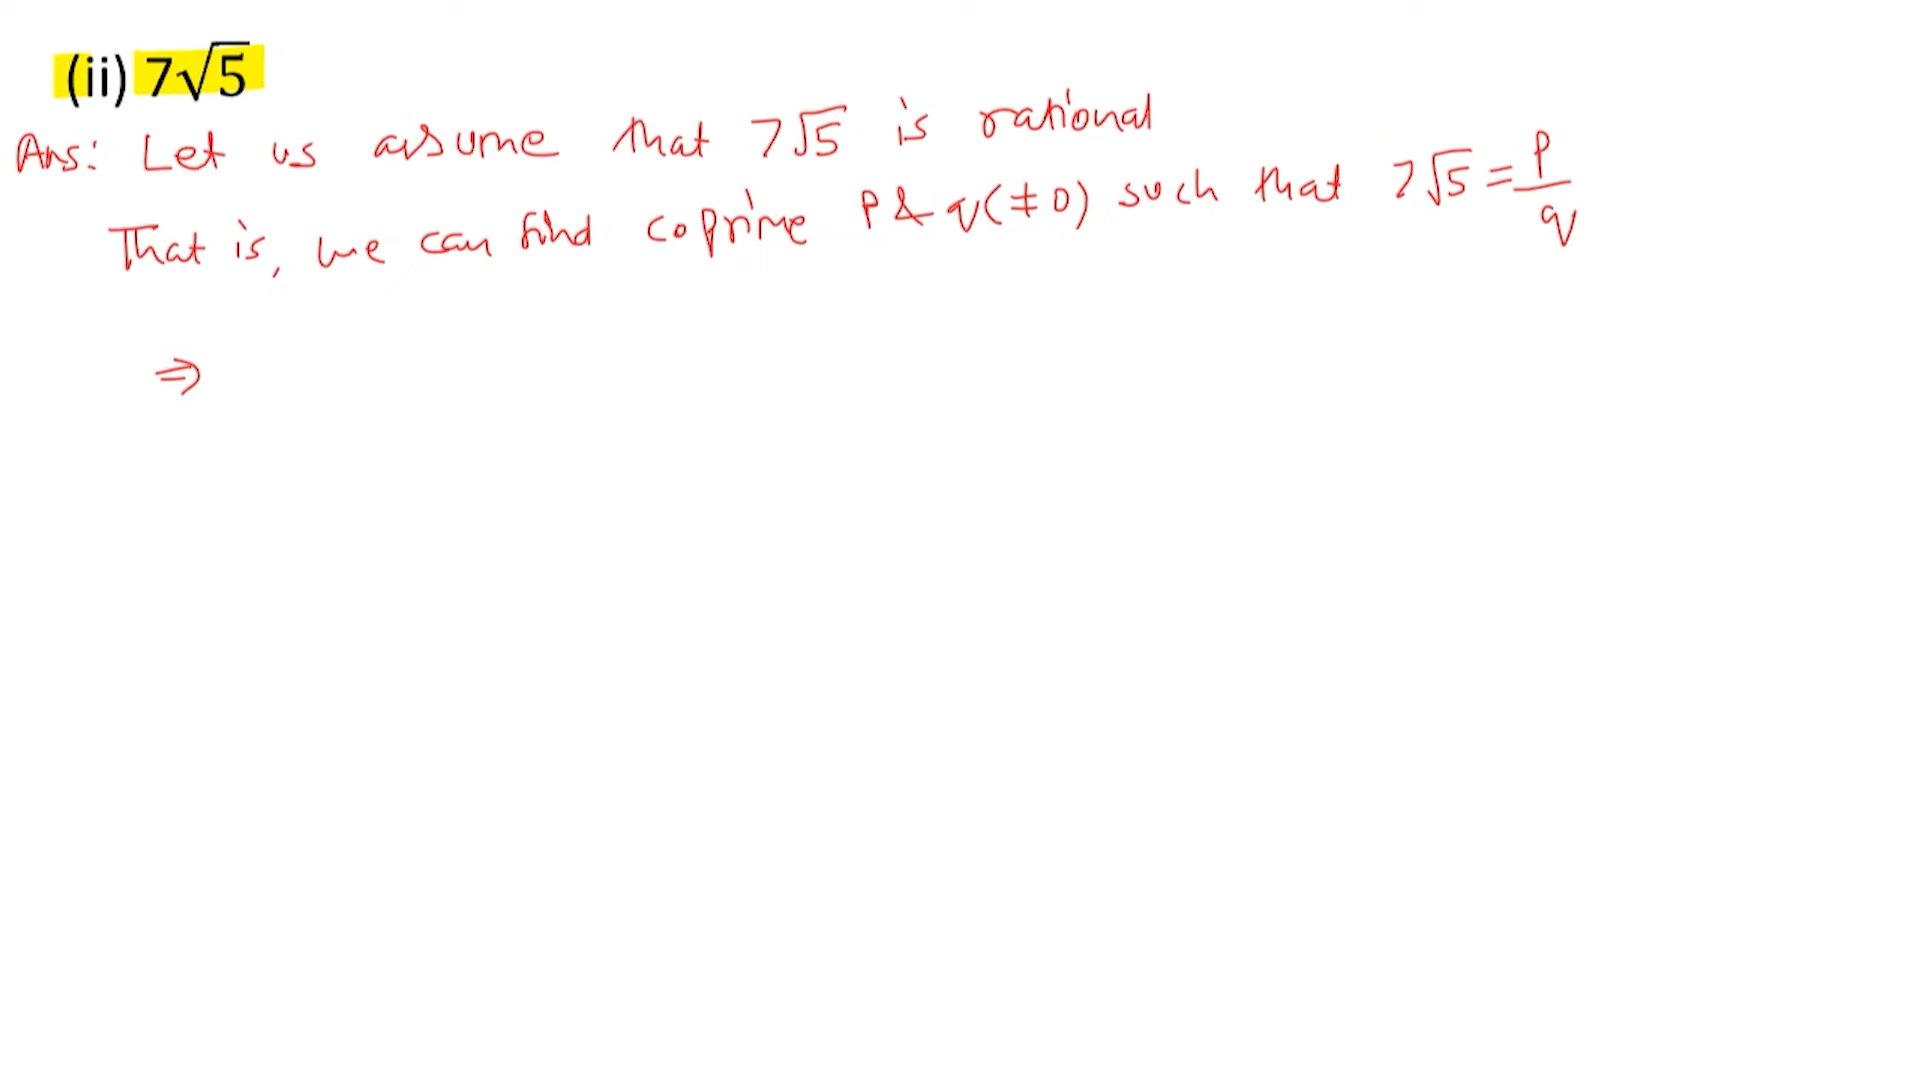 (ii) 7√5
Ans: Let us assume that 7√5 is rational
That is, we can find coprime p & q (≠ 0) such that 7√5 = p/q
⇒